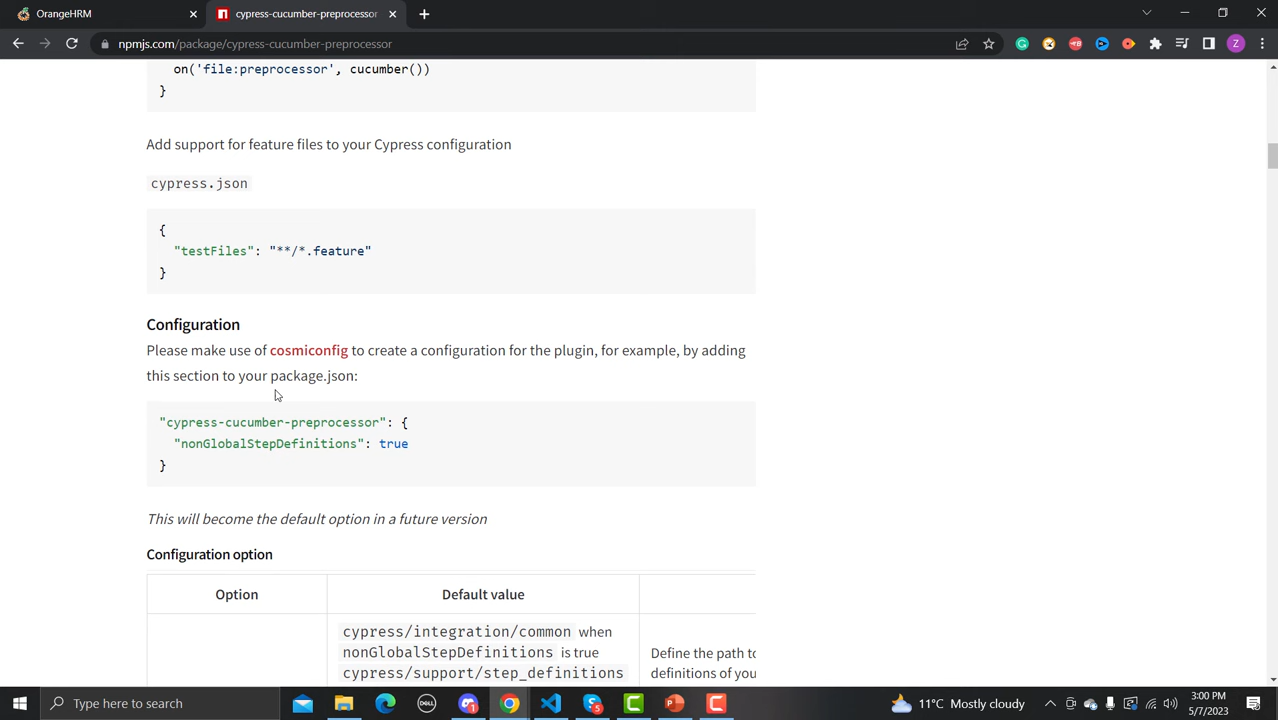 OrangeHRM
cypress-cucumber-preprocessor
npmjs.com/package/cypress-cucumber-preprocessor
Z
on('file:preprocessor', cucumber())
}
Add support for feature files to your Cypress configuration
cypress.json
{
"testFiles": "**/*.feature"
}
Configuration
Please make use of cosmiconfig to create a configuration for the plugin, for example, by adding
this section to your package.json:
"cypress-cucumber-preprocessor": {
"nonGlobalStepDefinitions": true
}
This will become the default option in a future version
Configuration option
Option
Default value
cypress/integration/common when
nonGlobalStepDefinitions is true
cypress/support/step_definitions
Define the path to
definitions of you
Type here to search
11°C Mostly cloudy
3:00 PM
5/7/2023